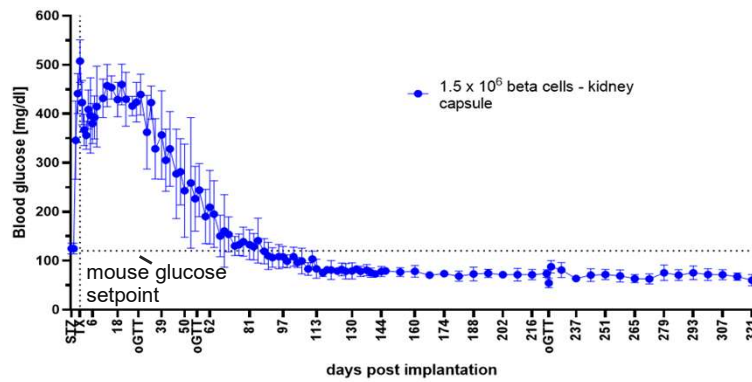 600
500
400
300
200
100
0
Blood glucose [mg/dl]
1.5 x 10⁶ beta cells - kidney
capsule
mouse glucose
setpoint
STZ
TX
6
18
oGTT
39
50
oGTT
62
81
97
113
130
144
160
174
188
202
216
oGTT
237
251
265
279
293
307
321
days post implantation